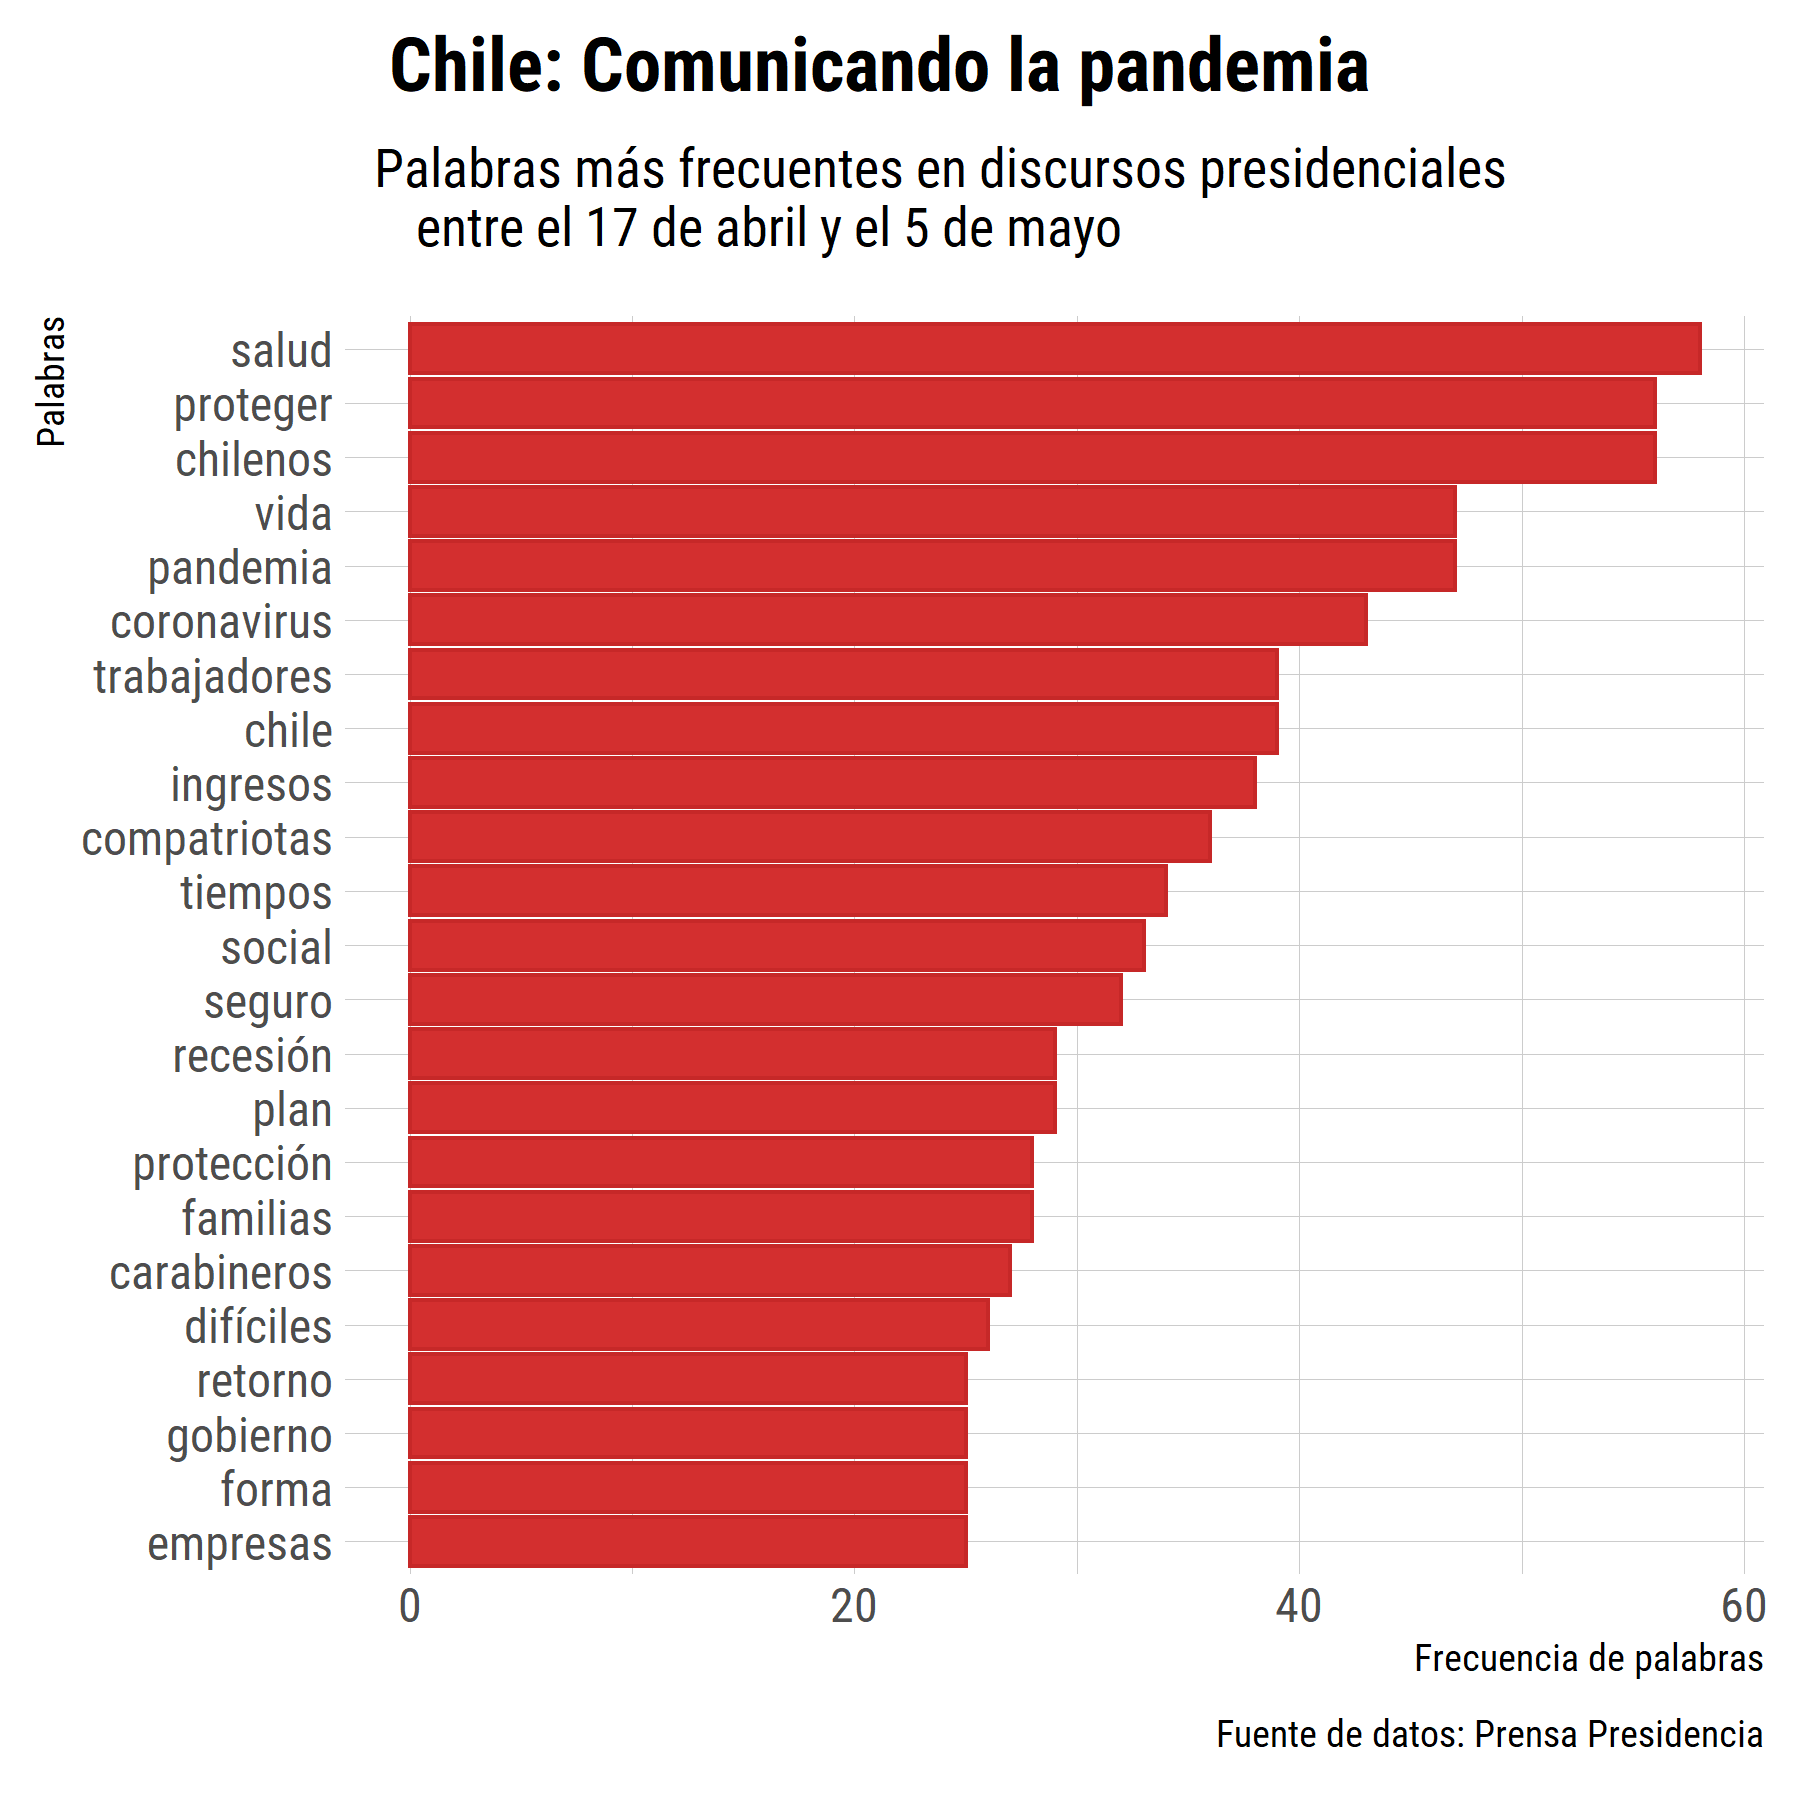 Chile: Comunicando la pandemia
Palabras más frecuentes en discursos presidenciales
entre el 17 de abril y el 5 de mayo
Palabras
salud
proteger
chilenos
vida
pandemia
coronavirus
trabajadores
chile
ingresos
compatriotas
tiempos
social
seguro
recesión
plan
protección
familias
carabineros
difíciles
retorno
gobierno
forma
empresas
0 20 40 60
Frecuencia de palabras
Fuente de datos: Prensa Presidencia